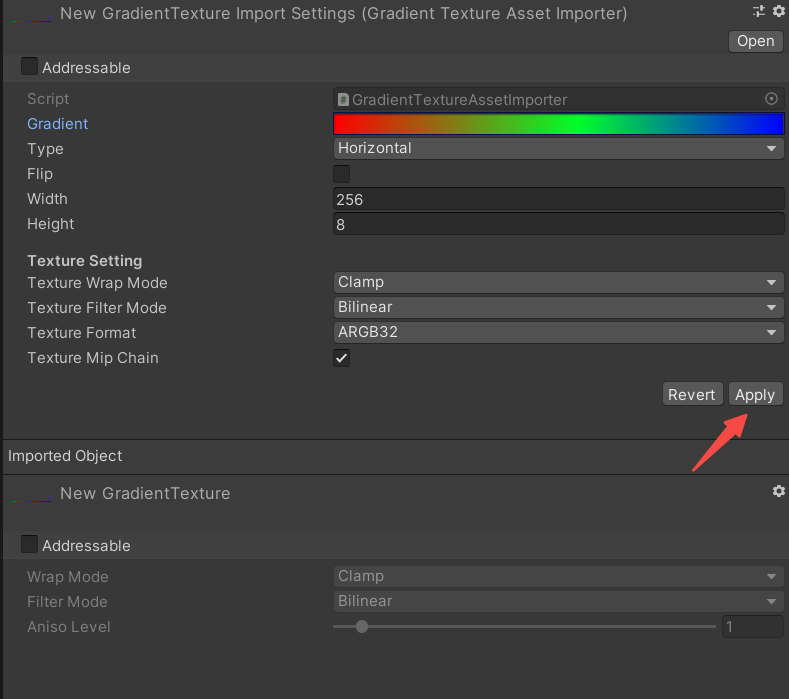 New GradientTexture Import Settings (Gradient Texture Asset Importer)
Open
Addressable
Script GradientTextureAssetImporter
Gradient
Type Horizontal
Flip
Width 256
Height 8
Texture Setting
Texture Wrap Mode Clamp
Texture Filter Mode Bilinear
Texture Format ARGB32
Texture Mip Chain
Revert Apply
Imported Object
New GradientTexture
Addressable
Wrap Mode Clamp
Filter Mode Bilinear
Aniso Level 1